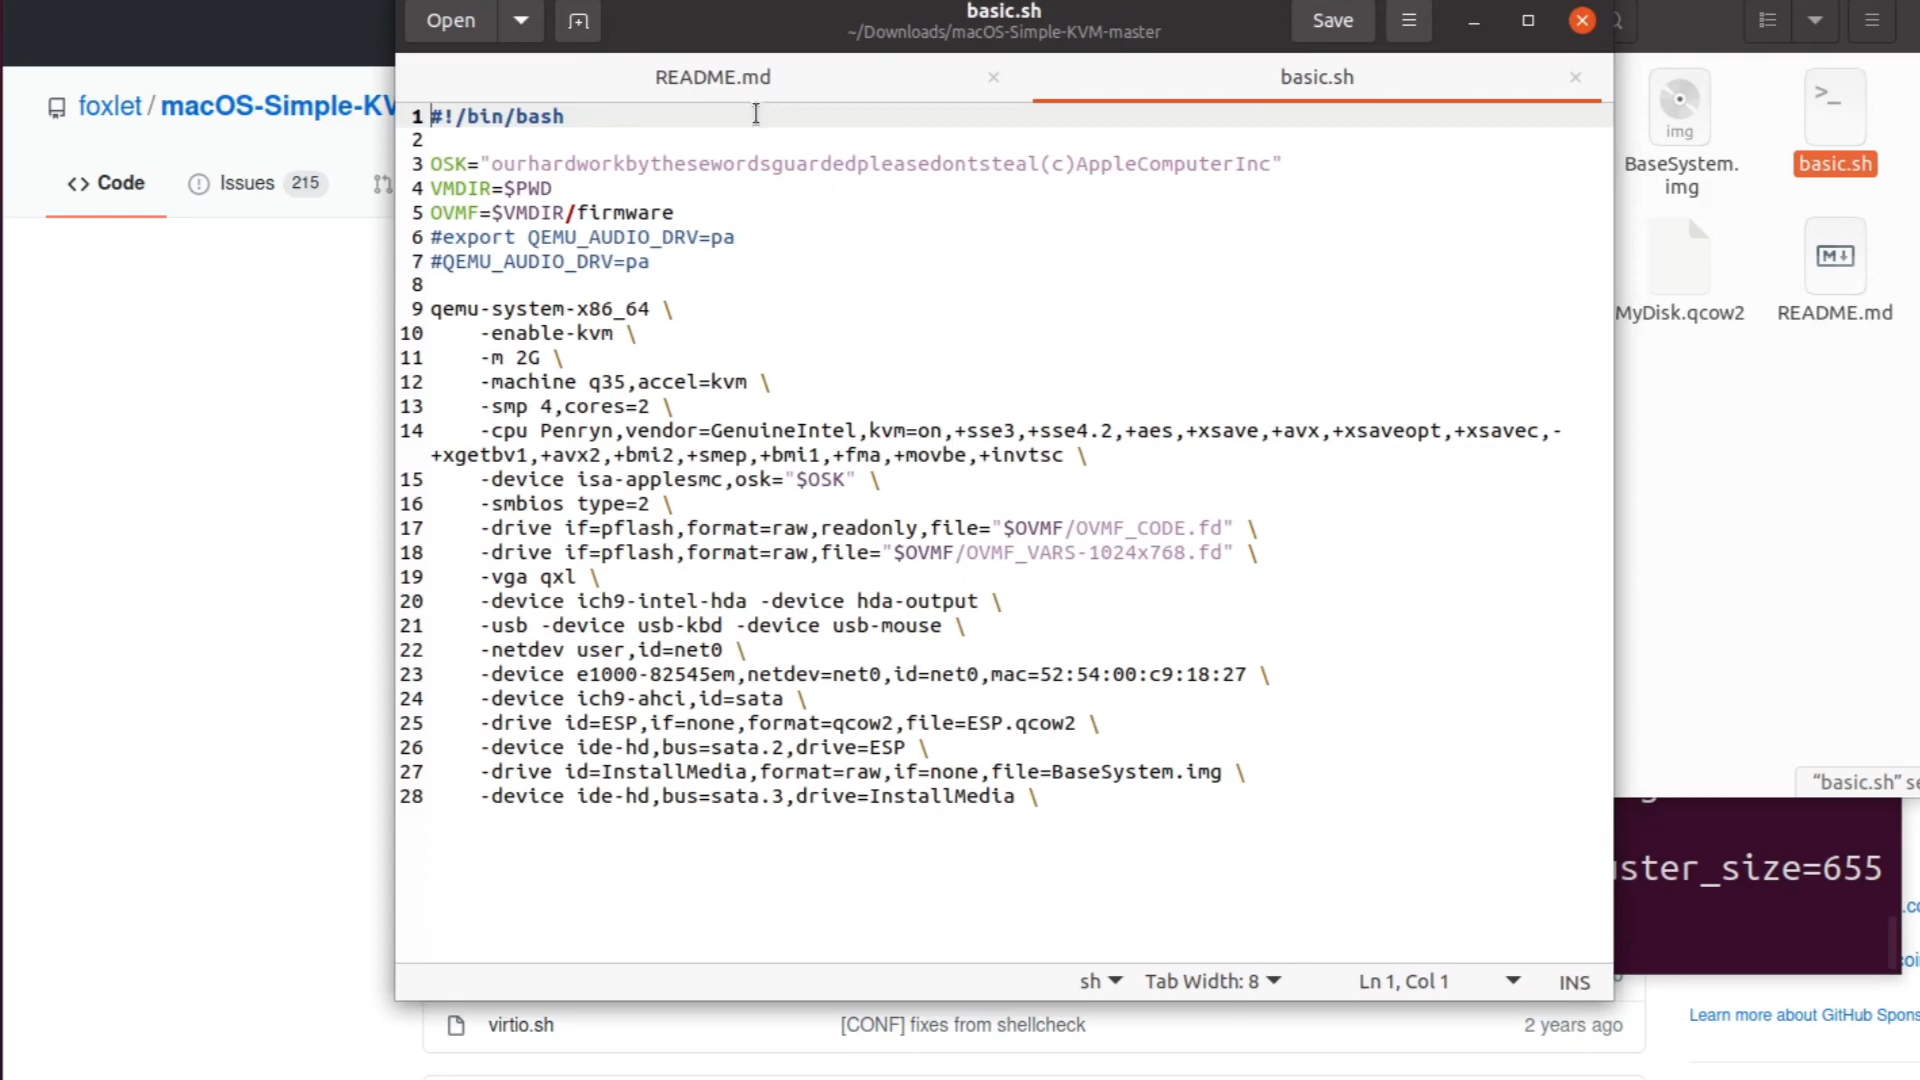 Open
basic.sh
~/Downloads/macOS-Simple-KVM-master
Save
README.md
basic.sh
foxlet / macOS-Simple-KV
<> Code
Issues 215
1 #!/bin/bash
2
3 OSK="ourhardworkbythesewordsguardedpleasedontsteal(c)AppleComputerInc"
4 VMDIR=$PWD
5 OVMF=$VMDIR/firmware
6 #export QEMU_AUDIO_DRV=pa
7 #QEMU_AUDIO_DRV=pa
8
9 qemu-system-x86_64 \
10 -enable-kvm \
11 -m 2G \
12 -machine q35,accel=kvm \
13 -smp 4,cores=2 \
14 -cpu Penryn,vendor=GenuineIntel,kvm=on,+sse3,+sse4.2,+aes,+xsave,+avx,+xsaveopt,+xsavec,-
+xgetbv1,+avx2,+bmi2,+smep,+bmi1,+fma,+movbe,+invtsc \
15 -device isa-applesmc,osk="$OSK" \
16 -smbios type=2 \
17 -drive if=pflash,format=raw,readonly,file="$OVMF/OVMF_CODE.fd" \
18 -drive if=pflash,format=raw,file="$OVMF/OVMF_VARS-1024x768.fd" \
19 -vga qxl \
20 -device ich9-intel-hda -device hda-output \
21 -usb -device usb-kbd -device usb-mouse \
22 -netdev user,id=net0 \
23 -device e1000-82545em,netdev=net0,id=net0,mac=52:54:00:c9:18:27 \
24 -device ich9-ahci,id=sata \
25 -drive id=ESP,if=none,format=qcow2,file=ESP.qcow2 \
26 -device ide-hd,bus=sata.2,drive=ESP \
27 -drive id=InstallMedia,format=raw,if=none,file=BaseSystem.img \
28 -device ide-hd,bus=sata.3,drive=InstallMedia \
sh
Tab Width: 8
Ln 1, Col 1
INS
img
BaseSystem.
img
>_
basic.sh
MyDisk.qcow2
M
README.md
"basic.sh" se
ster_size=655
.co
coi
virtio.sh
[CONF] fixes from shellcheck
2 years ago
Learn more about GitHub Spons